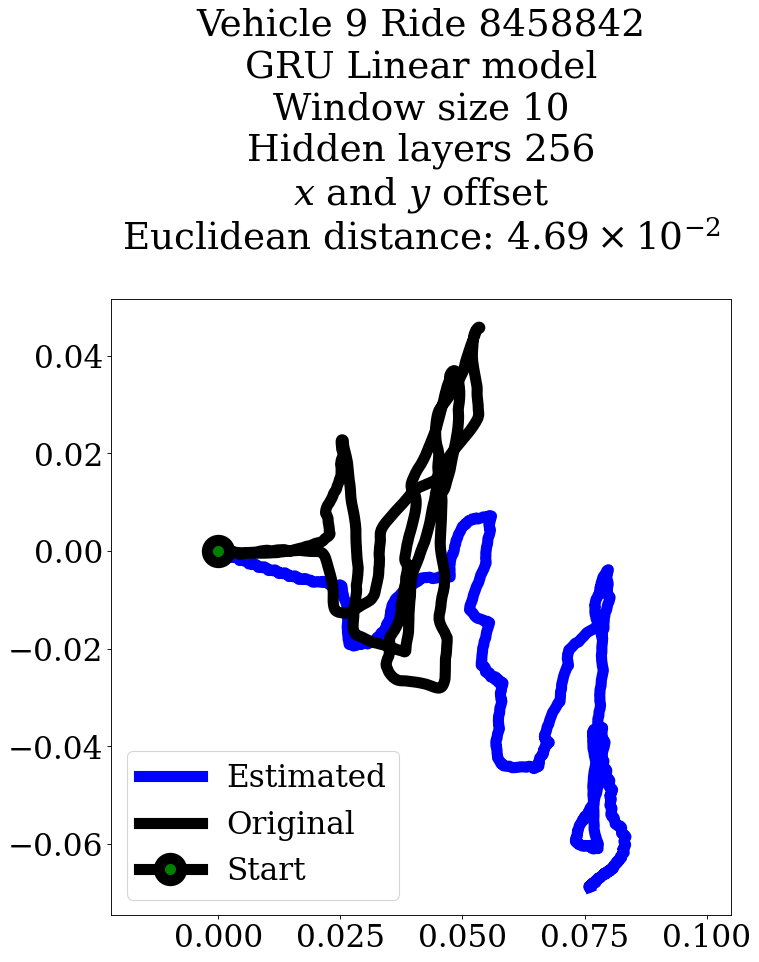 Vehicle 9 Ride 8458842
GRU Linear model
Window size 10
Hidden layers 256
x and y offset
Euclidean distance: 4.69 × 10⁻²
0.04
0.02
0.00
−0.02
−0.04
−0.06
Estimated
Original
Start
0.000 0.025 0.050 0.075 0.100